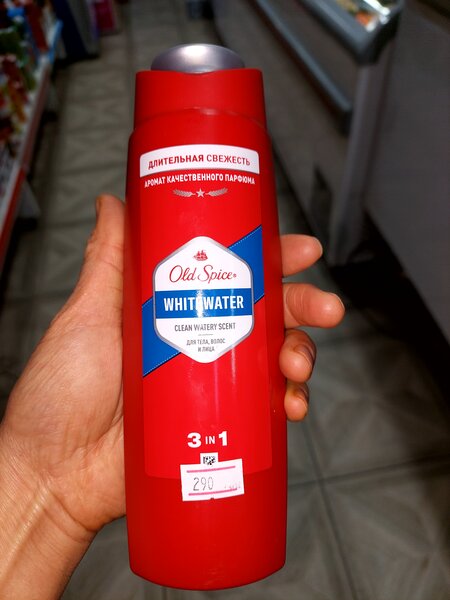 ДЛИТЕЛЬНАЯ СВЕЖЕСТЬ
АРОМАТ КАЧЕСТВЕННОГО ПАРФЮМА
Old Spice
WHITEWATER
CLEAN WATERY SCENT
ДЛЯ ТЕЛА, ВОЛОС
И ЛИЦА
3 IN 1
290